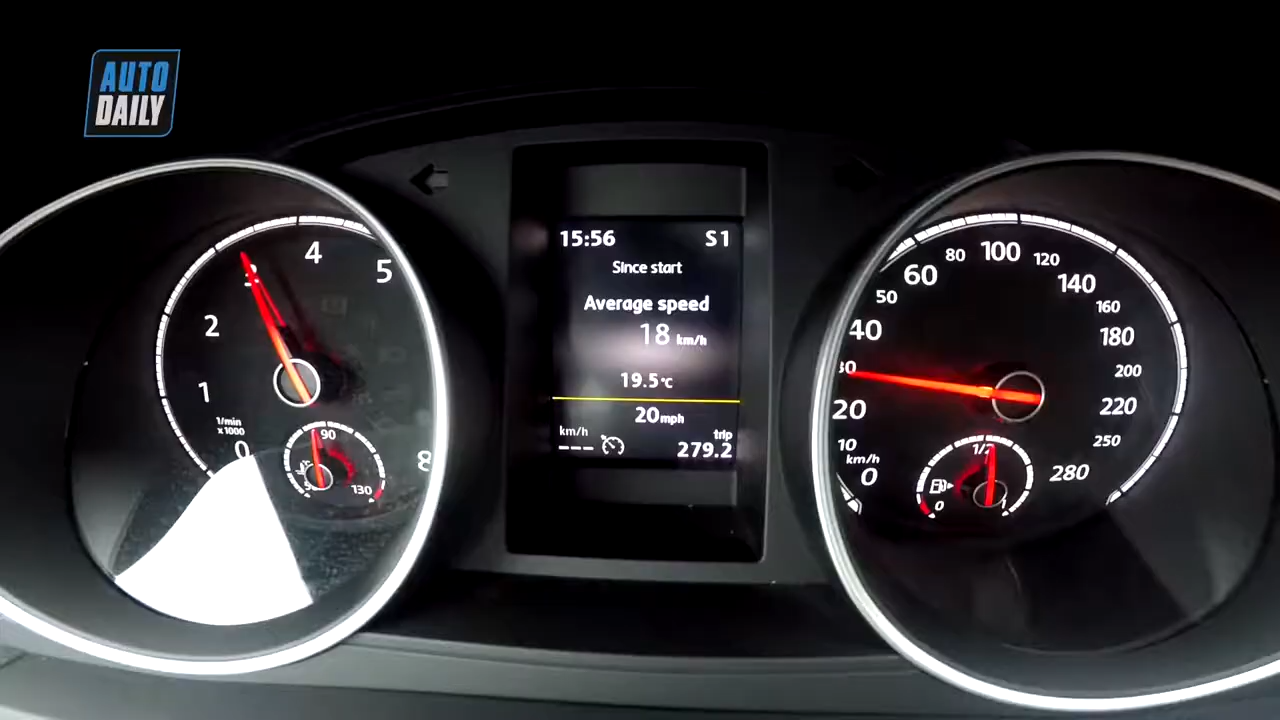 AUTO
DAILY
1
2
3
4
5
8
1/min
x1000
0
90
130
15:56
S1
Since start
Average speed
18 km/h
19.5°C
20 mph
km/h
---
trip
279.2
0
10
20
30
40
50
60
80
100
120
140
160
180
200
220
250
280
km/h
0
1/2
1